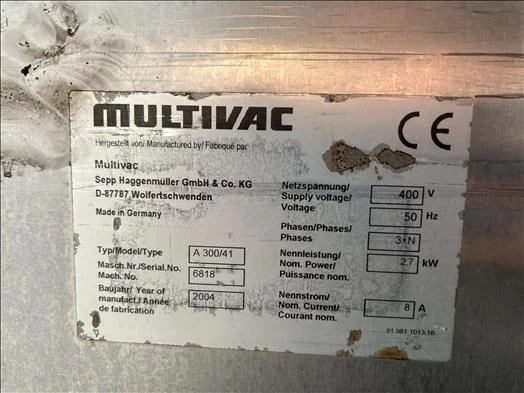 MULTIVAC
CE
Hergestellt von/ Manufactured by/ Fabriqué par
Multivac
Sepp Haggenmüller GmbH & Co. KG
D-87787 Wolfertschwenden
Made in Germany
Typ/Model/Type A 300/41
Masch.Nr./Serial.No.
Mach. No. 6818
Baujahr/ Year of
manufact./ Année
de fabrication 2004
Netzspannung/
Supply voltage/
Voltage 400 V
50 Hz
Phasen/Phases/
Phases 3+N
Nennleistung/
Nom. Power/
Puissance nom. 2,7 kW
Nennstrom/
Nom. Current/
Courant nom. 8 A
81.981.1013.16